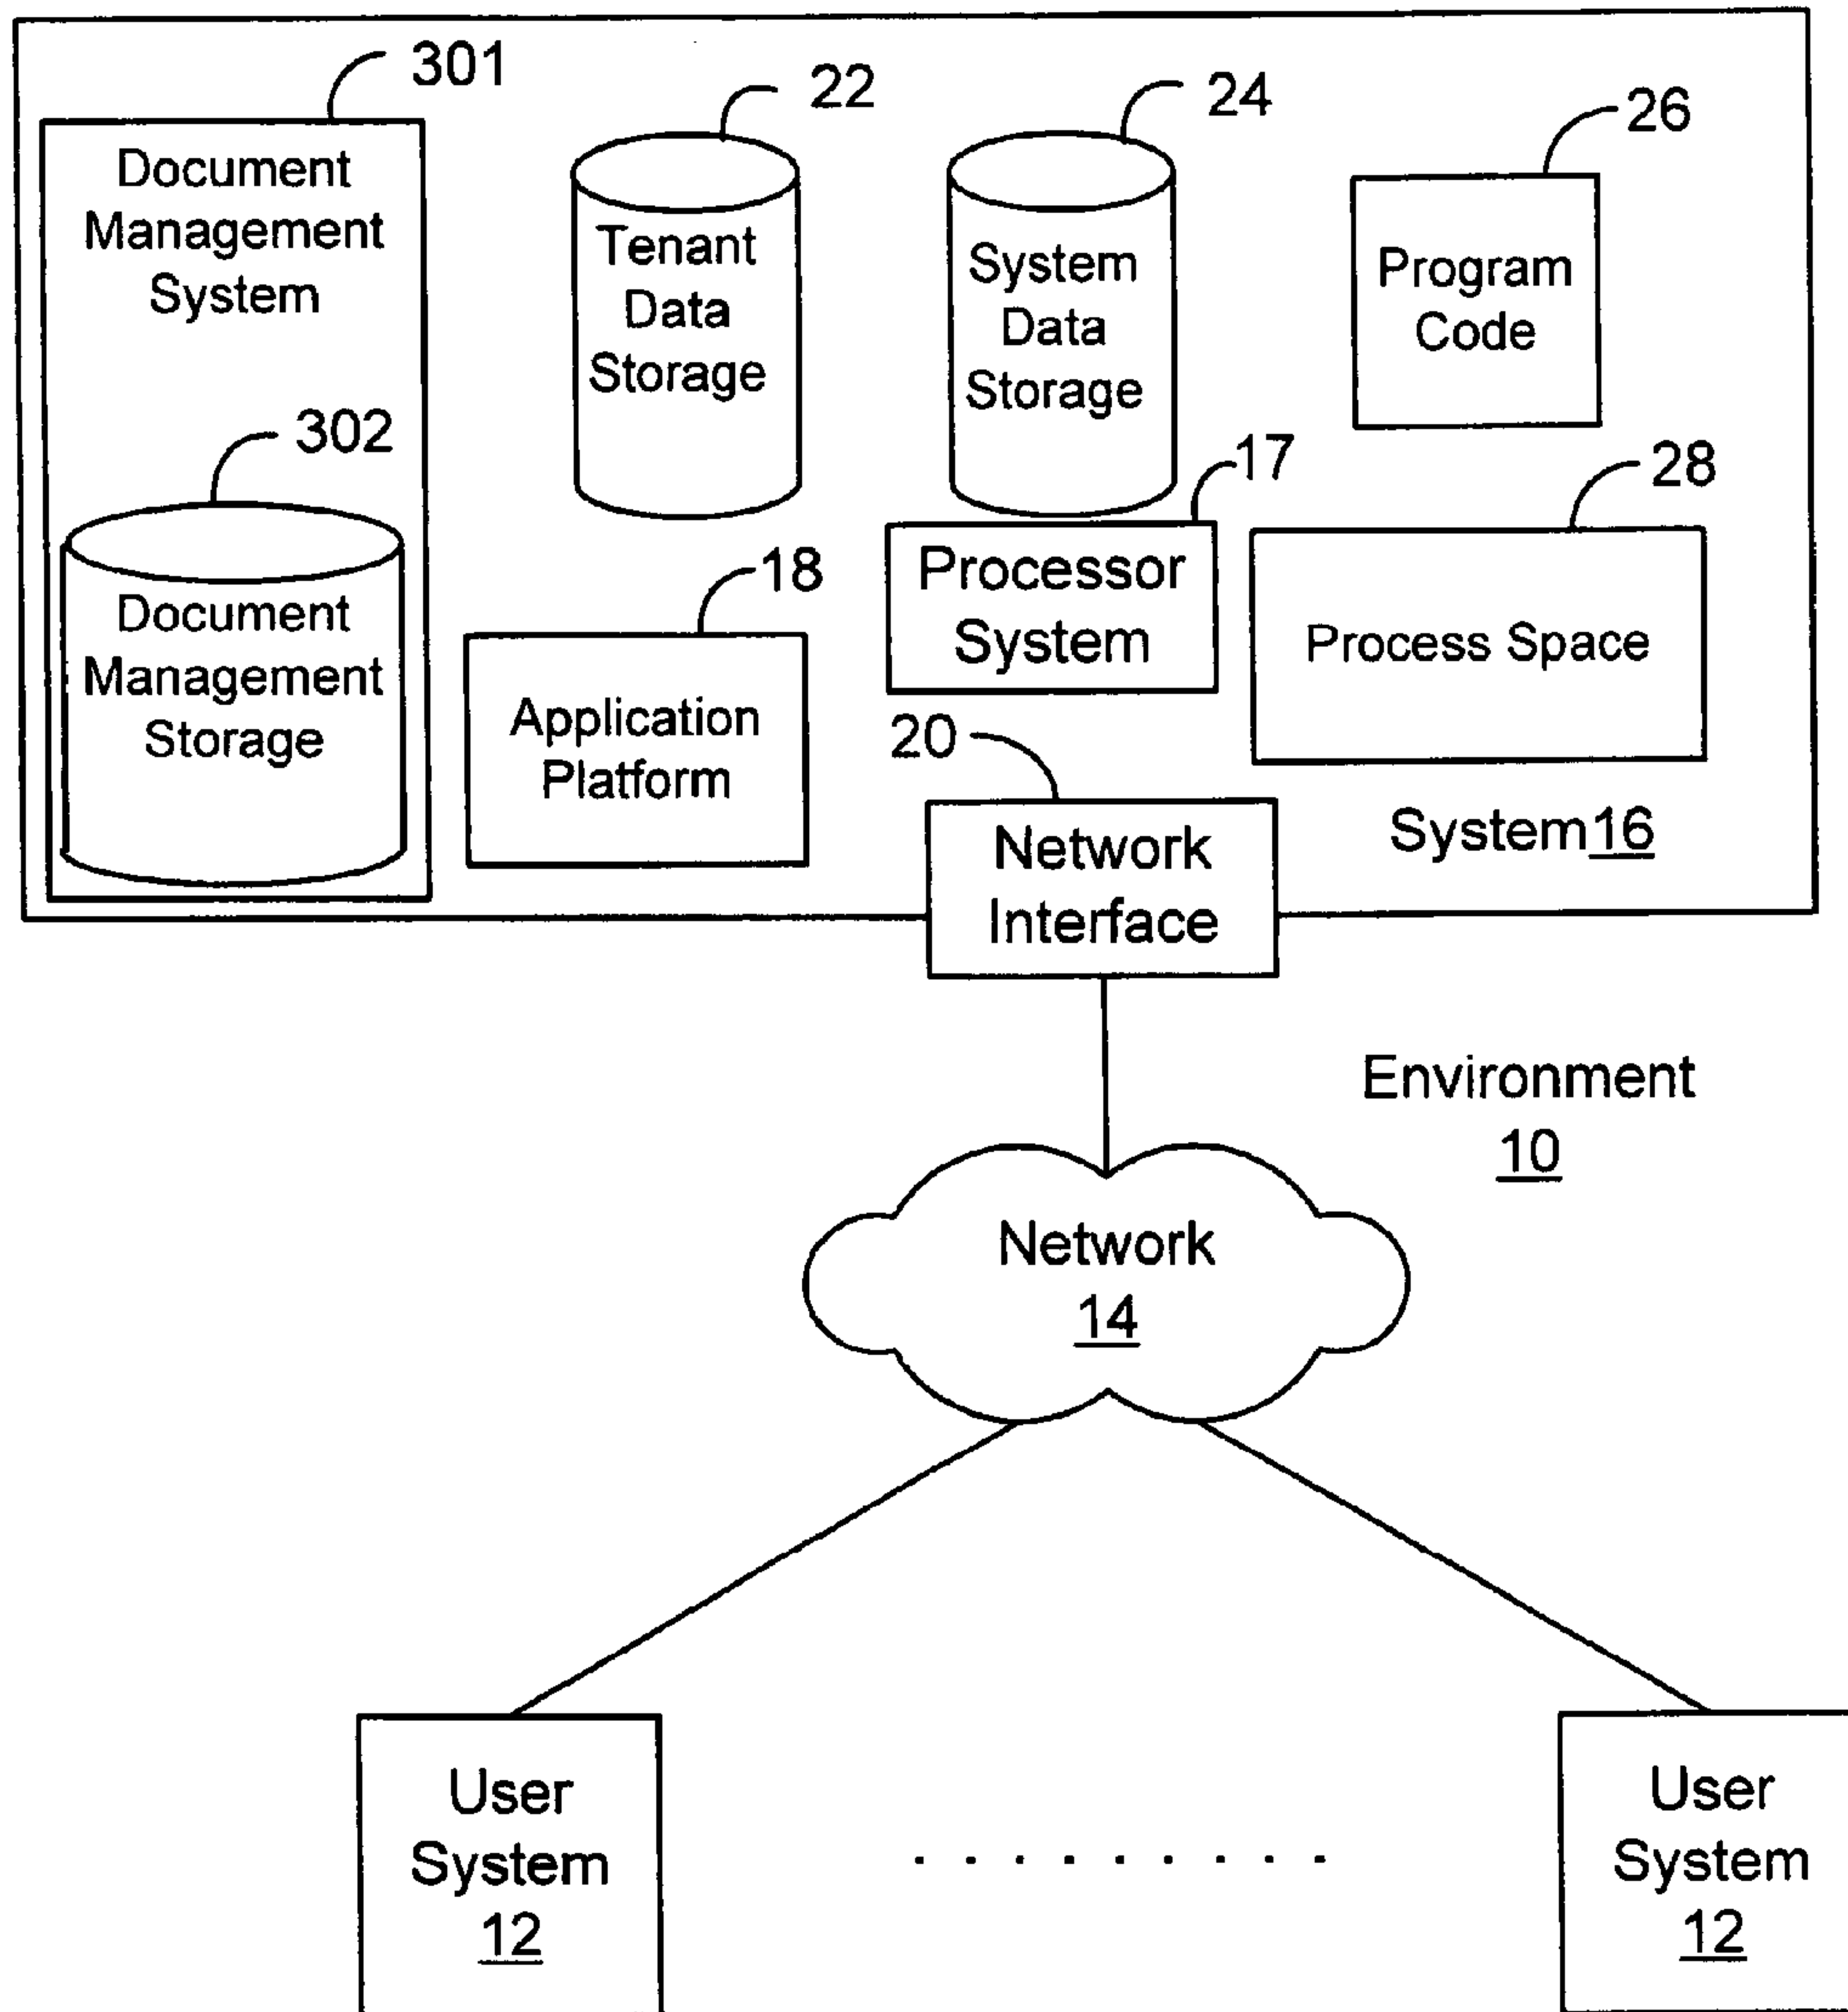 301
Document
Management
System
302
Document
Management
Storage
22
Tenant
Data
Storage
24
System
Data
Storage
26
Program
Code
18
Application
Platform
17
Processor
System
28
Process Space
20
Network
Interface
System 16
Environment
10
Network
14
User
System
12
. . . . . . . . .
User
System
12